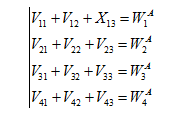 V₁₁ + V₁₂ + X₁₃ = W₁ᴬ
V₂₁ + V₂₂ + V₂₃ = W₂ᴬ
V₃₁ + V₃₂ + V₃₃ = W₃ᴬ
V₄₁ + V₄₂ + V₄₃ = W₄ᴬ